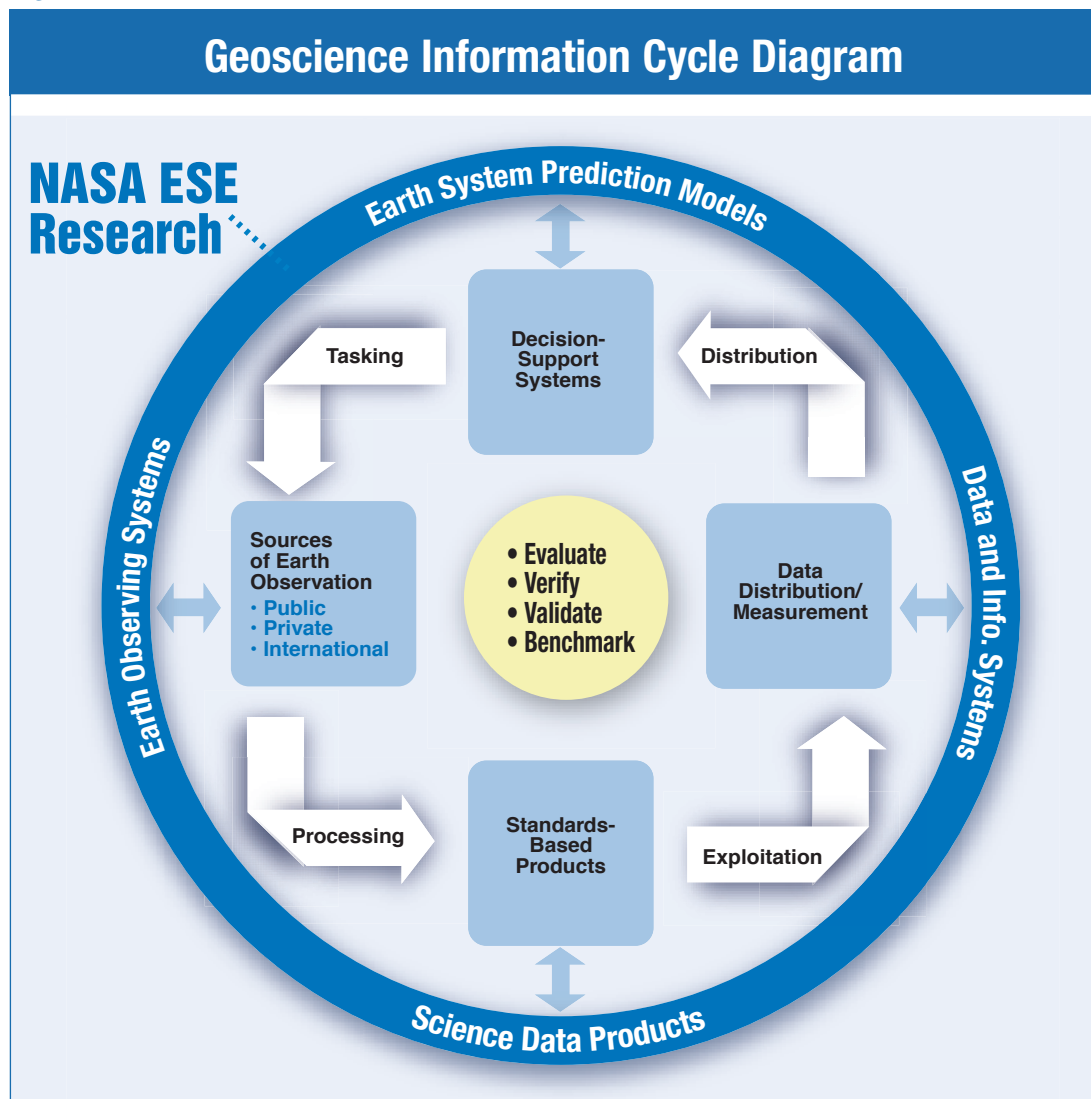 Geoscience Information Cycle Diagram
NASA ESE
Research
Earth System Prediction Models
Decision-
Support
Systems
Tasking
Distribution
Earth Observing Systems
Sources
of Earth
Observation
• Public
• Private
• International
• Evaluate
• Verify
• Validate
• Benchmark
Data
Distribution/
Measurement
Data and Info. Systems
Processing
Standards-
Based
Products
Exploitation
Science Data Products